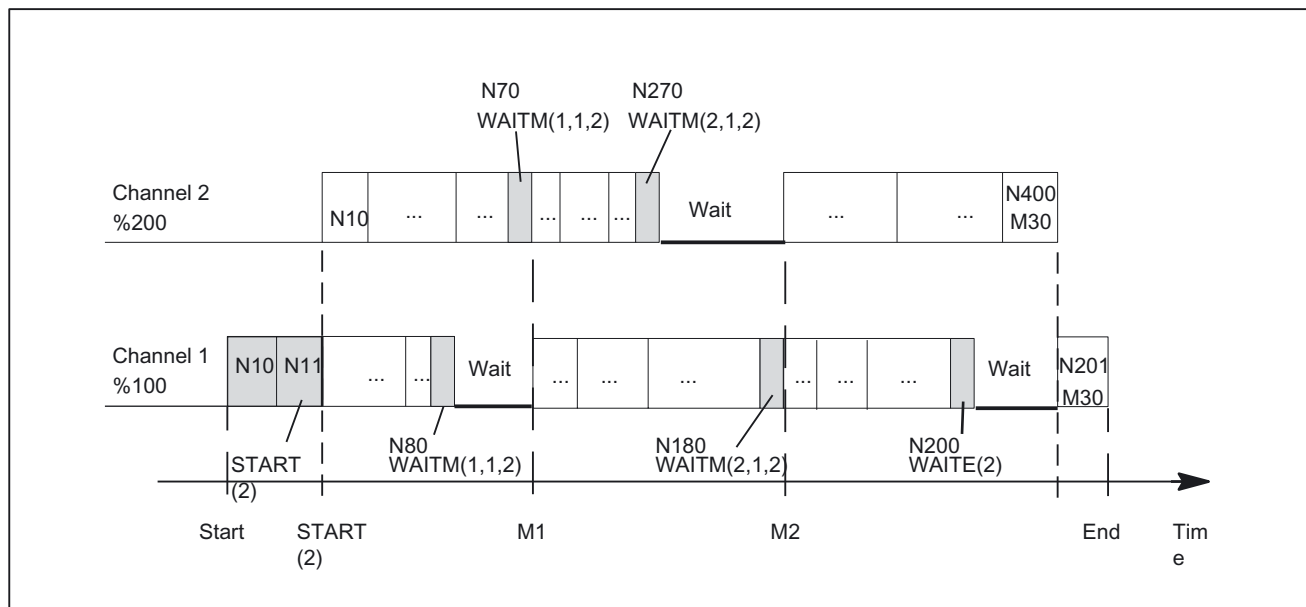 N70
WAITM(1,1,2)
N270
WAITM(2,1,2)
Channel 2
%200
N10
...
...
...
...
...
Wait
...
...
N400
M30
Channel 1
%100
N10
N11
...
...
Wait
...
...
...
...
...
...
Wait
N201
M30
START
(2)
N80
WAITM(1,1,2)
N180
WAITM(2,1,2)
N200
WAITE(2)
Start
START
(2)
M1
M2
End
Tim
e